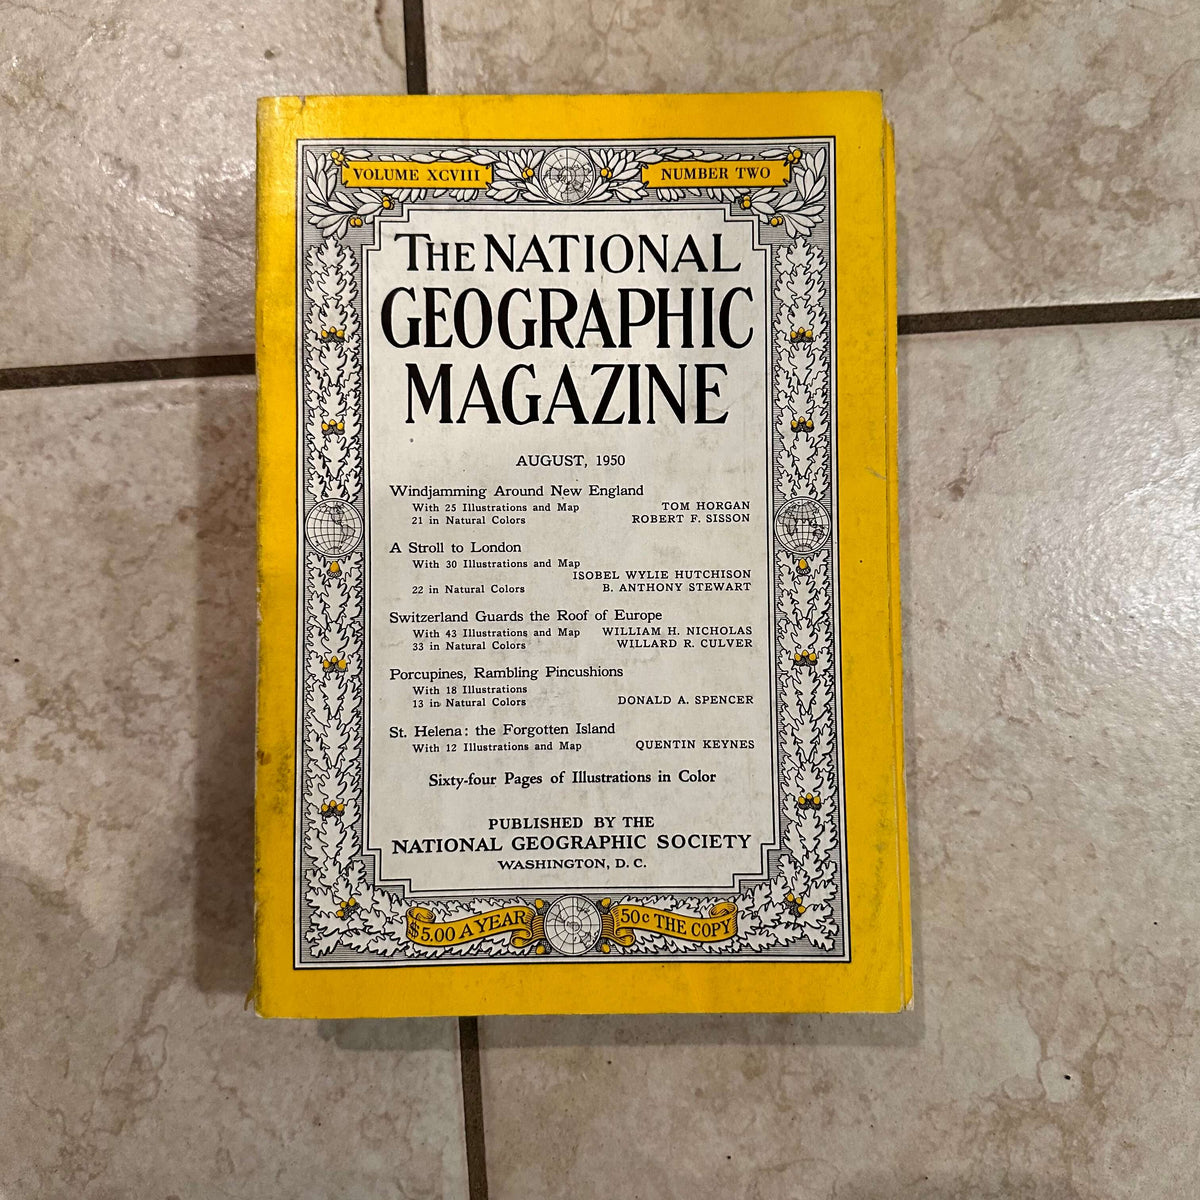 VOLUME XCVIII NUMBER TWO
THE NATIONAL
GEOGRAPHIC
MAGAZINE
AUGUST, 1950
Windjamming Around New England
With 25 Illustrations and Map TOM HORGAN
21 in Natural Colors ROBERT F. SISSON
A Stroll to London
With 30 Illustrations and Map
ISOBEL WYLIE HUTCHISON
22 in Natural Colors B. ANTHONY STEWART
Switzerland Guards the Roof of Europe
With 43 Illustrations and Map WILLIAM H. NICHOLAS
33 in Natural Colors WILLARD R. CULVER
Porcupines, Rambling Pincushions
With 18 Illustrations
13 in Natural Colors DONALD A. SPENCER
St. Helena: the Forgotten Island
With 12 Illustrations and Map QUENTIN KEYNES
Sixty-four Pages of Illustrations in Color
PUBLISHED BY THE
NATIONAL GEOGRAPHIC SOCIETY
WASHINGTON, D. C.
$5.00 A YEAR 50c THE COPY